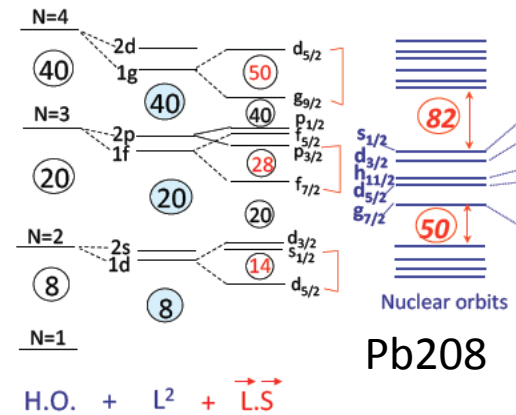 N=4
40
N=3
20
N=2
8
N=1
2d
1g
40
2p
1f
20
2s
1d
8
d5/2
50
g9/2
40
p1/2
f5/2
p3/2
28
f7/2
20
d3/2
s1/2
14
d5/2
82
s1/2
d3/2
h11/2
d5/2
g7/2
50
Nuclear orbits
Pb208
H.O. + L² + L.S